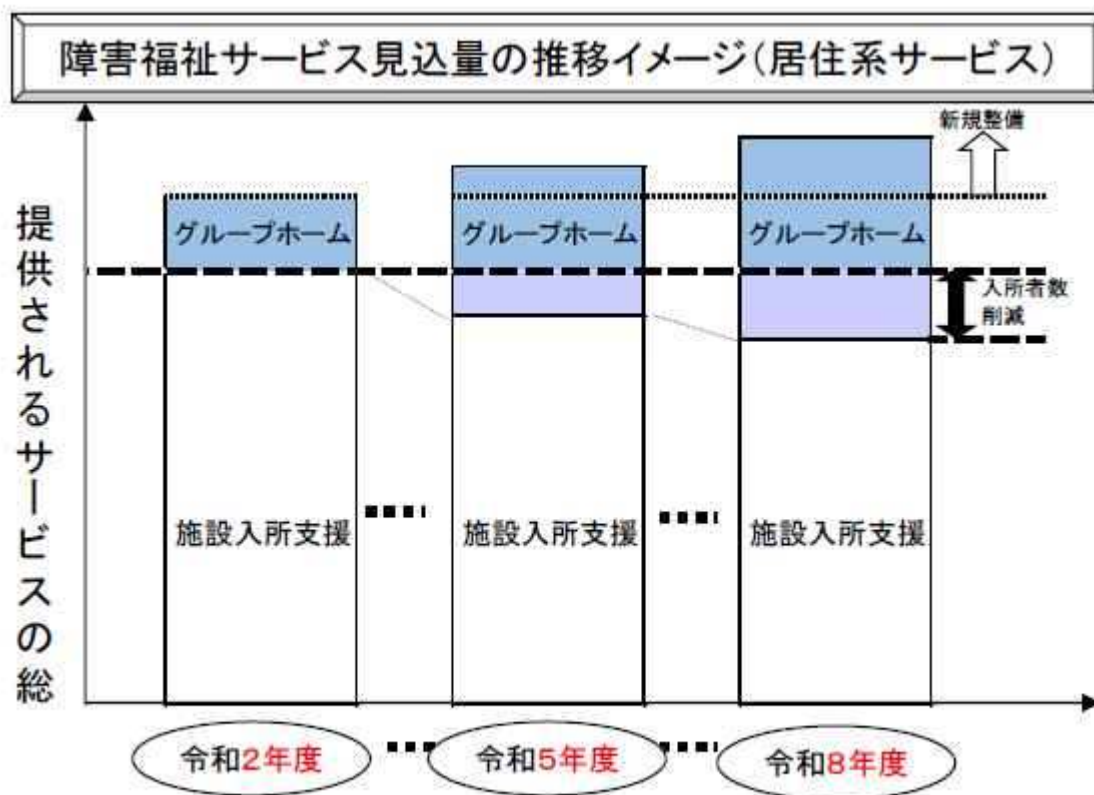 障害福祉サービス見込量の推移イメージ(居住系サービス)
新規整備
提供されるサービスの総
グループホーム
グループホーム
グループホーム
入所者数
削減
施設入所支援
施設入所支援
施設入所支援
令和2年度
令和5年度
令和8年度